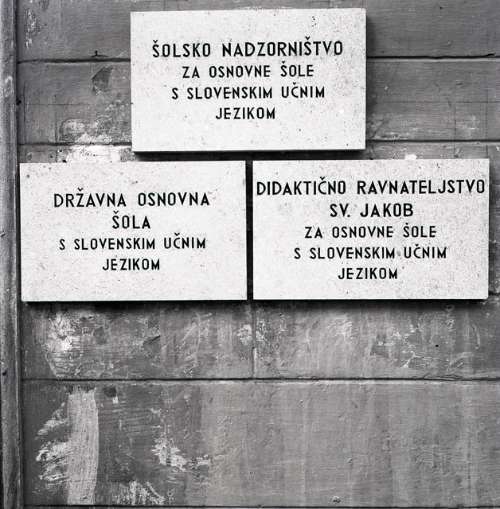 ŠOLSKO NADZORNIŠTVO
ZA OSNOVNE ŠOLE
S SLOVENSKIM UČNIM
JEZIKOM
DRŽAVNA OSNOVNA
ŠOLA
S SLOVENSKIM UČNIM
JEZIKOM
DIDAKTIČNO RAVNATELJSTVO
SV. JAKOB
ZA OSNOVNE ŠOLE
S SLOVENSKIM UČNIM
JEZIKOM